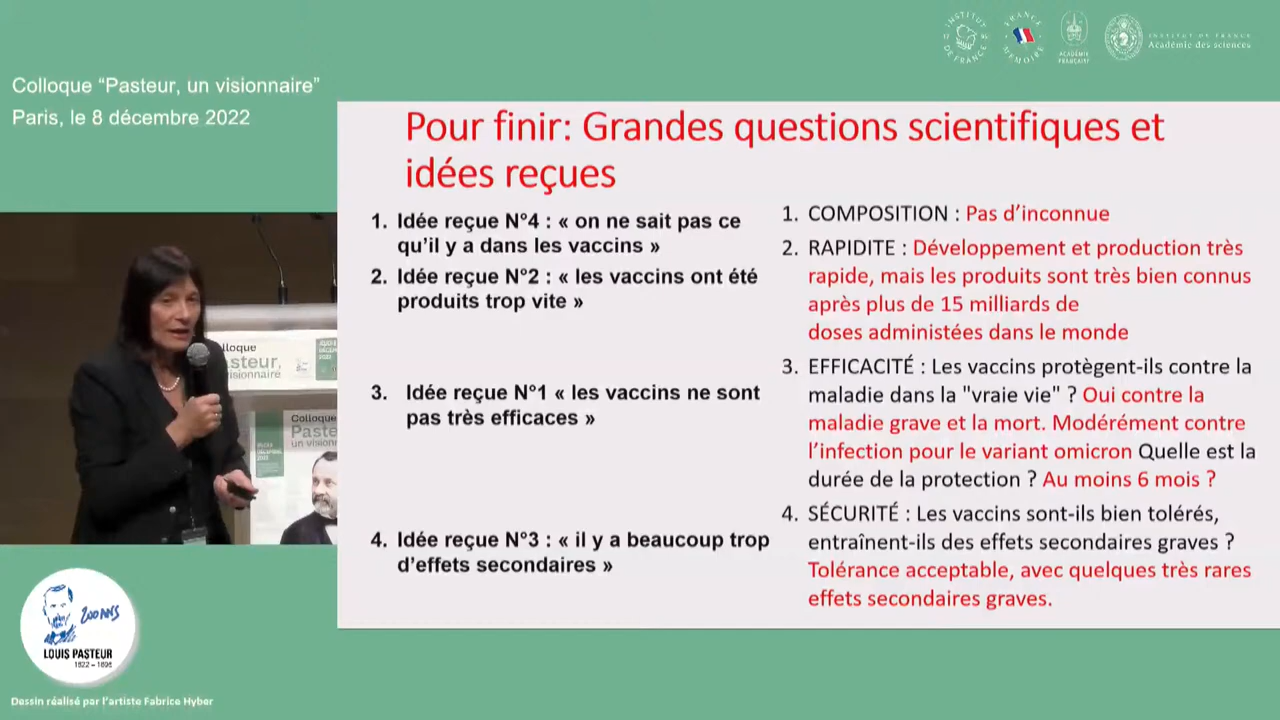 INSTITUT DE FRANCE
FRANCE MÉMOIRE
ACADÉMIE
FRANÇAISE
INSTITUT DE FRANCE
Académie des sciences
Colloque “Pasteur, un visionnaire”
Paris, le 8 décembre 2022
Pour finir: Grandes questions scientifiques et
idées reçues
1. Idée reçue N°4 : « on ne sait pas ce
qu’il y a dans les vaccins »
2. Idée reçue N°2 : « les vaccins ont été
produits trop vite »
3. Idée reçue N°1 « les vaccins ne sont
pas très efficaces »
4. Idée reçue N°3 : « il y a beaucoup trop
d’effets secondaires »
1. COMPOSITION : Pas d’inconnue
2. RAPIDITE : Développement et production très
rapide, mais les produits sont très bien connus
après plus de 15 milliards de
doses administées dans le monde
3. EFFICACITÉ : Les vaccins protègent-ils contre la
maladie dans la "vraie vie" ? Oui contre la
maladie grave et la mort. Modérément contre
l’infection pour le variant omicron Quelle est la
durée de la protection ? Au moins 6 mois ?
4. SÉCURITÉ : Les vaccins sont-ils bien tolérés,
entraînent-ils des effets secondaires graves ?
Tolérance acceptable, avec quelques très rares
effets secondaires graves.
Colloque
200 ANS
LOUIS PASTEUR
1822 – 1895
Dessin réalisé par l’artiste Fabrice Hyber